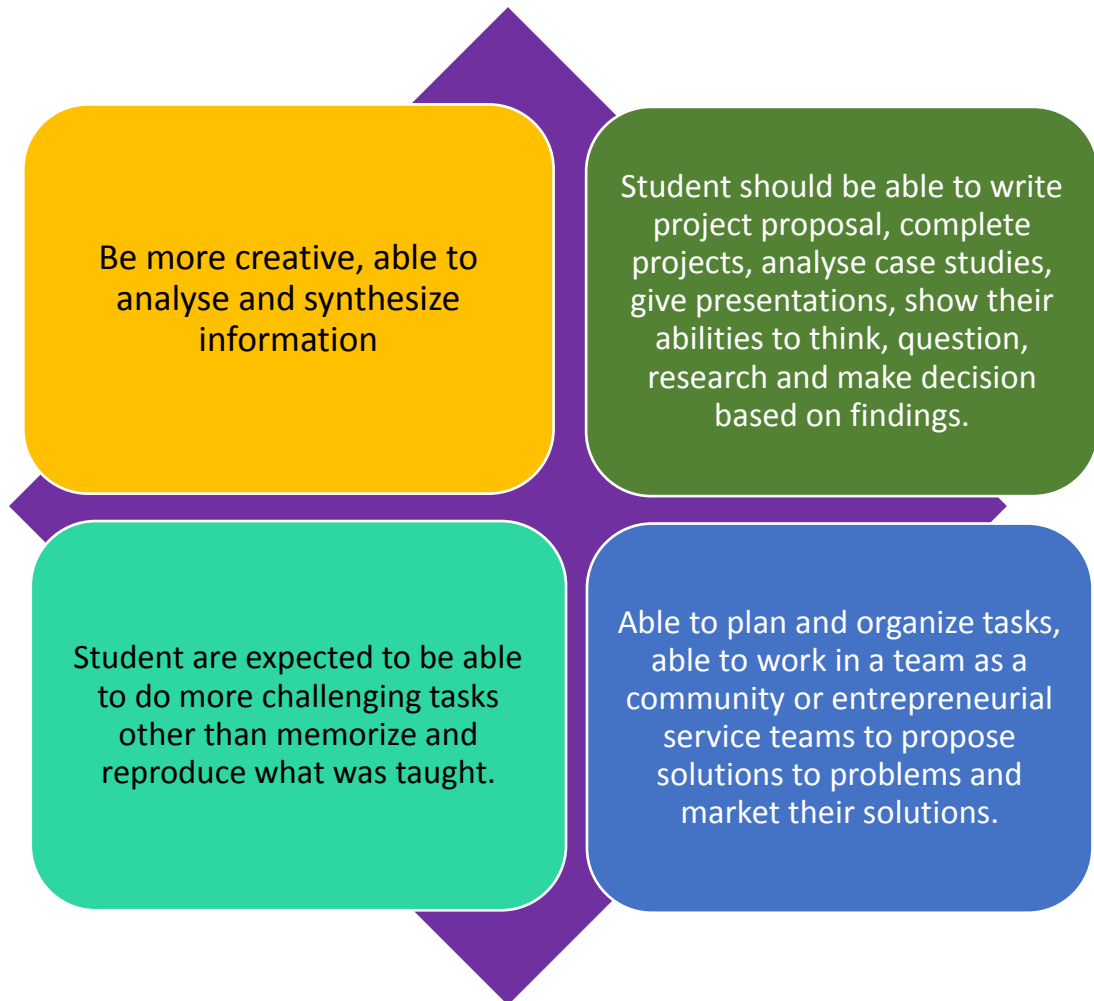 Be more creative, able to
analyse and synthesize
information
Student should be able to write
project proposal, complete
projects, analyse case studies,
give presentations, show their
abilities to think, question,
research and make decision
based on findings.
Student are expected to be able
to do more challenging tasks
other than memorize and
reproduce what was taught.
Able to plan and organize tasks,
able to work in a team as a
community or entrepreneurial
service teams to propose
solutions to problems and
market their solutions.